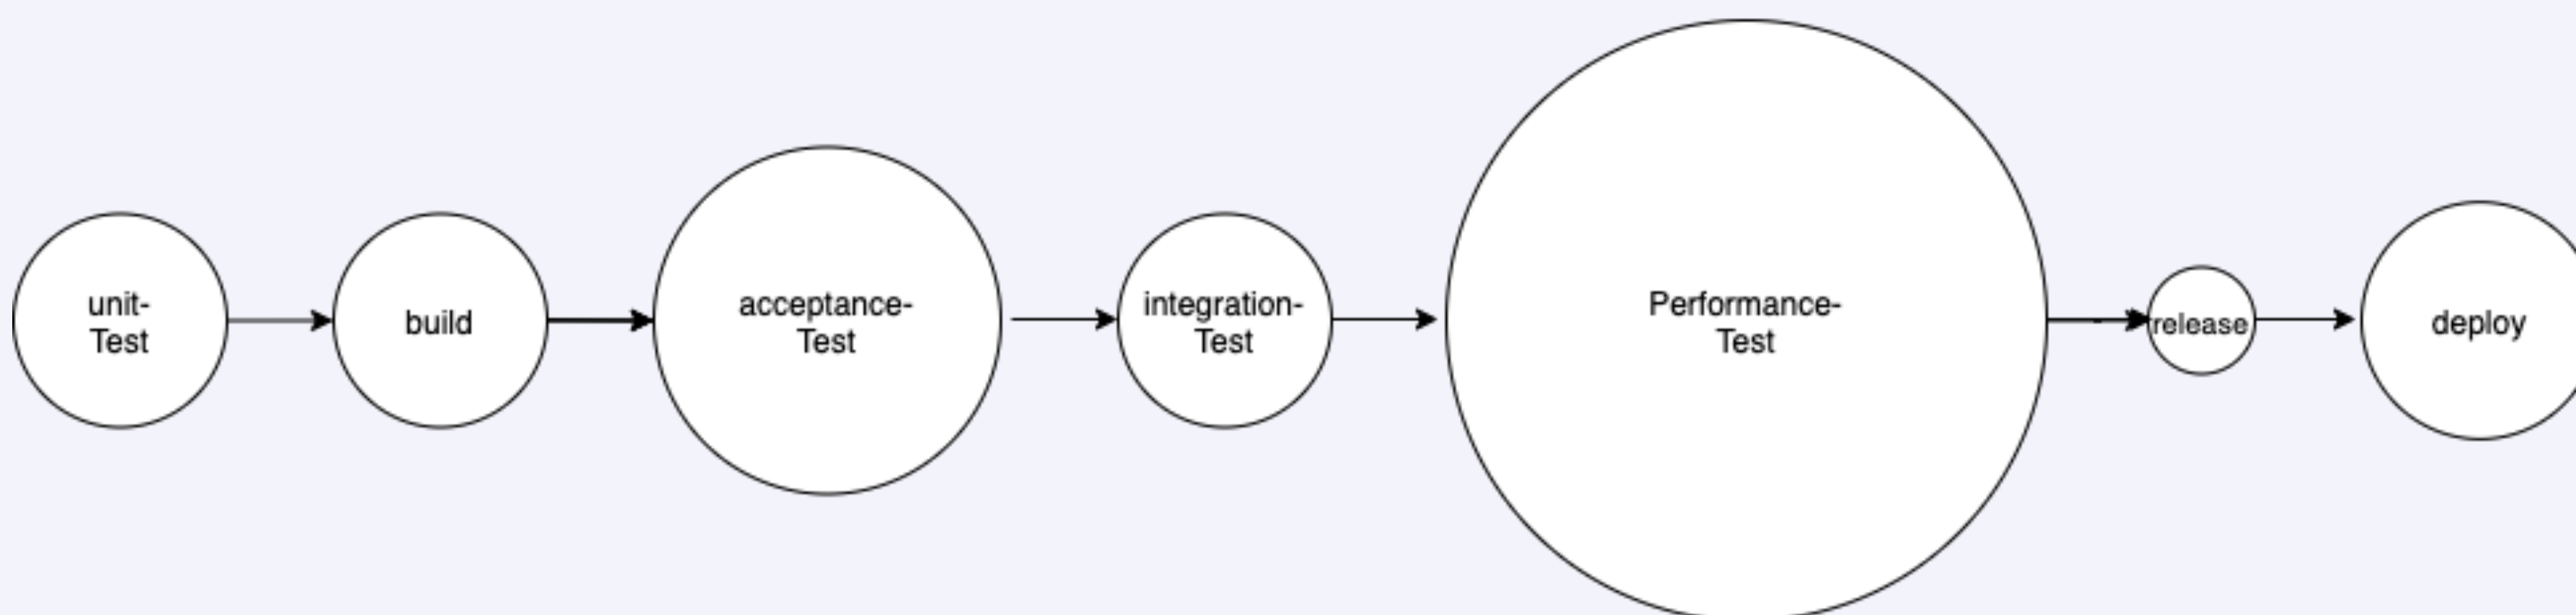 unit-
Test
build
acceptance-
Test
integration-
Test
Performance-
Test
release
deploy